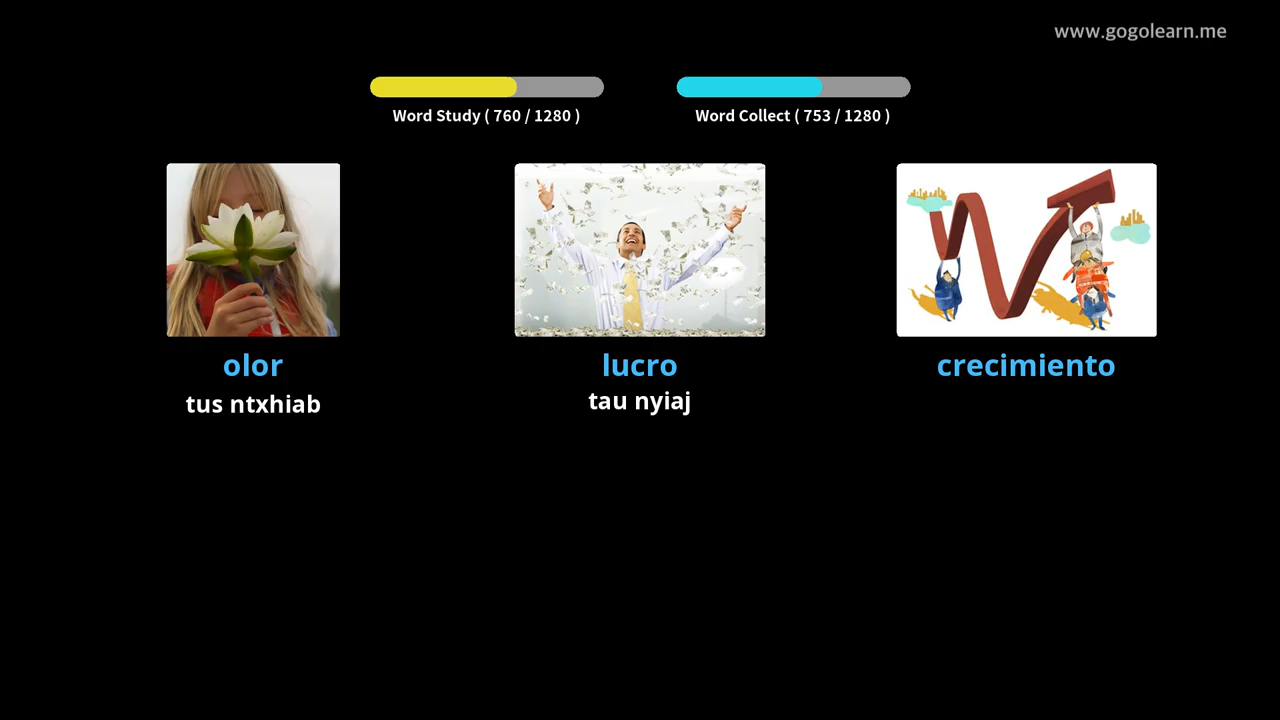 www.gogolearn.me
Word Study ( 760 / 1280 )
Word Collect ( 753 / 1280 )
olor
lucro
crecimiento
tus ntxhiab
tau nyiaj